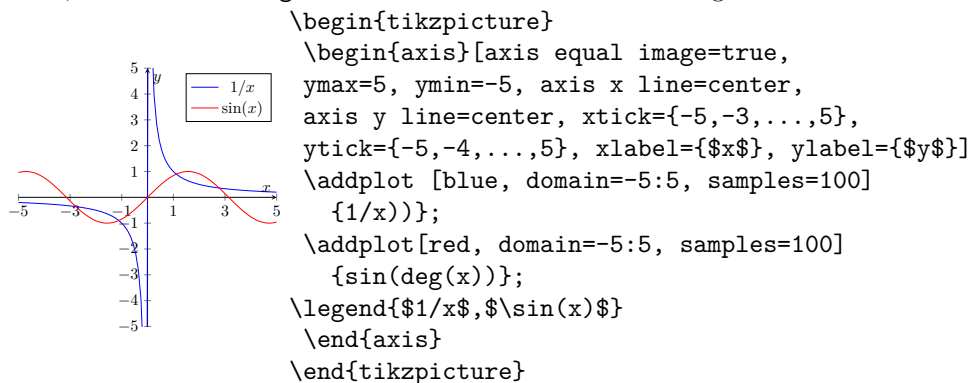 5
y
4
3
2
1
−1
−2
−3
−4
−5
−5 −3 −1 1 3 5
x
1/x
sin(x)
\begin{tikzpicture}
\begin{axis}[axis equal image=true,
ymax=5, ymin=-5, axis x line=center,
axis y line=center, xtick={-5,-3,...,5},
ytick={-5,-4,...,5}, xlabel={$x$}, ylabel={$y$}]
\addplot [blue, domain=-5:5, samples=100]
{1/x))};
\addplot[red, domain=-5:5, samples=100]
{sin(deg(x))};
\legend{$1/x$,$\sin(x)$}
\end{axis}
\end{tikzpicture}